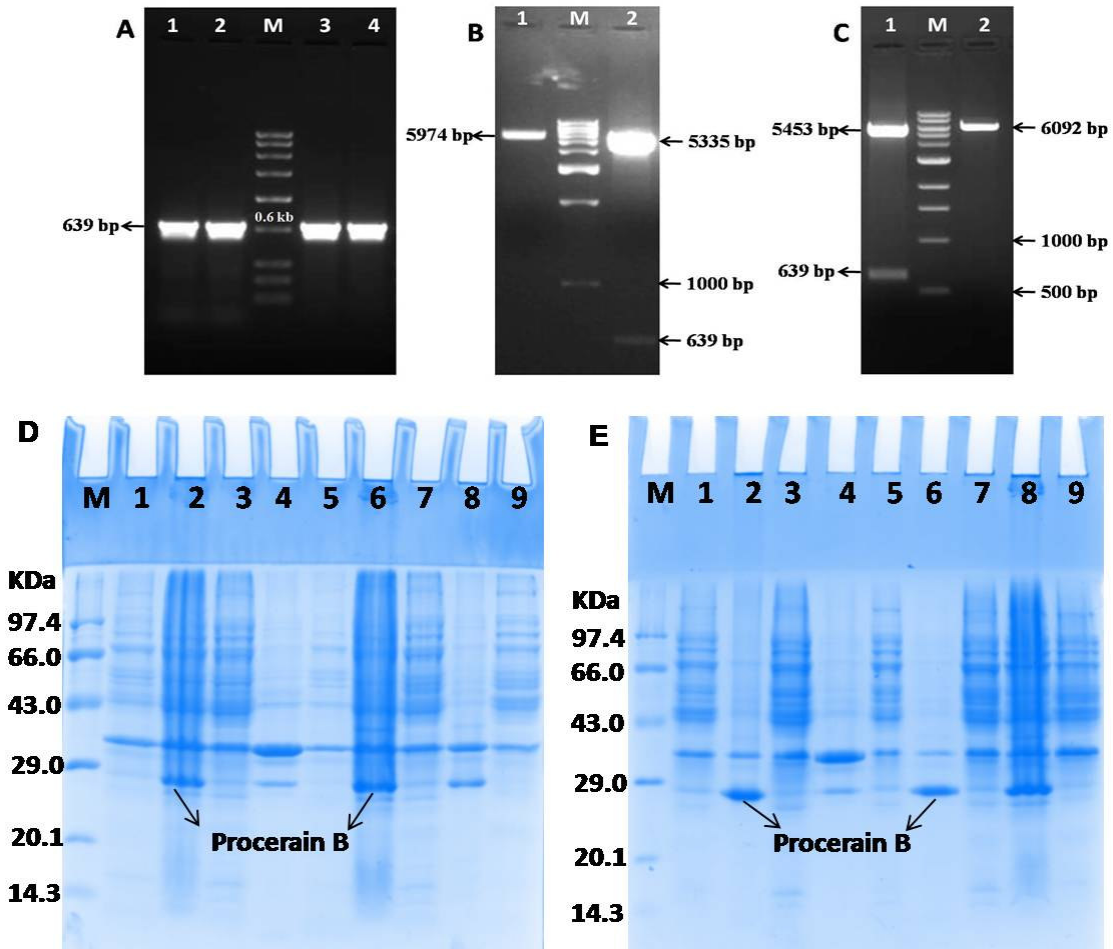 A
1 2 M 3 4
639 bp
0.6 kb
B
1 M 2
5974 bp
5335 bp
1000 bp
639 bp
C
1 M 2
5453 bp
6092 bp
639 bp
1000 bp
500 bp
D
M 1 2 3 4 5 6 7 8 9
KDa
97.4
66.0
43.0
29.0
20.1
14.3
Procerain B
E
M 1 2 3 4 5 6 7 8 9
KDa
97.4
66.0
43.0
29.0
20.1
14.3
Procerain B